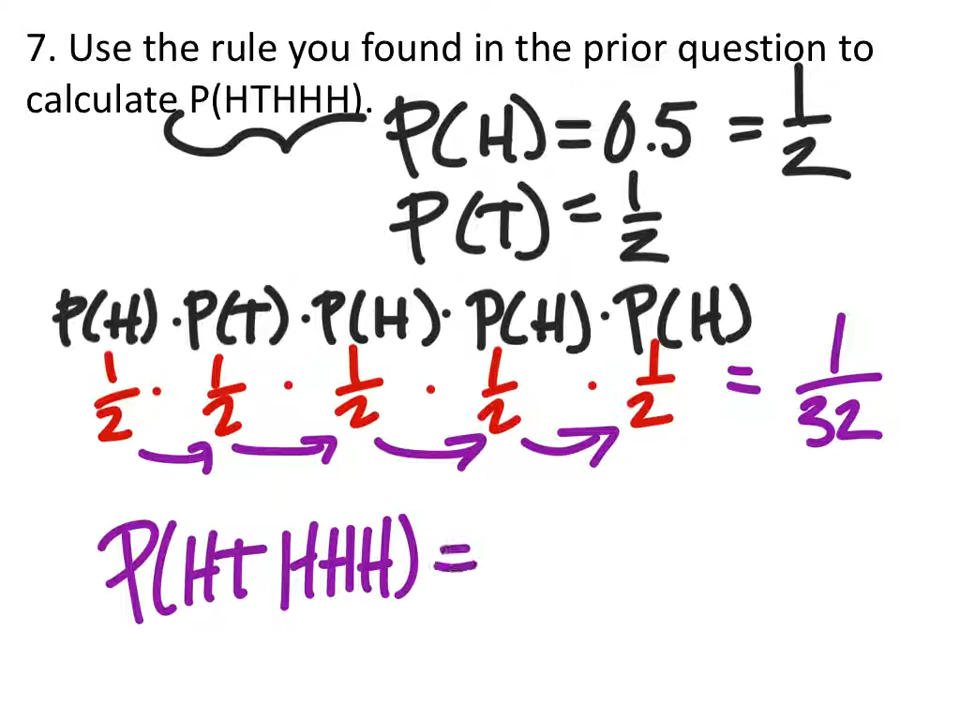 7. Use the rule you found in the prior question to
calculate P(HTHHH).
P(H) = 0.5 = 1/2
P(T) = 1/2
P(H) · P(T) · P(H) · P(H) · P(H)
1/2 · 1/2 · 1/2 · 1/2 · 1/2 = 1/32
P(HTHHH) =